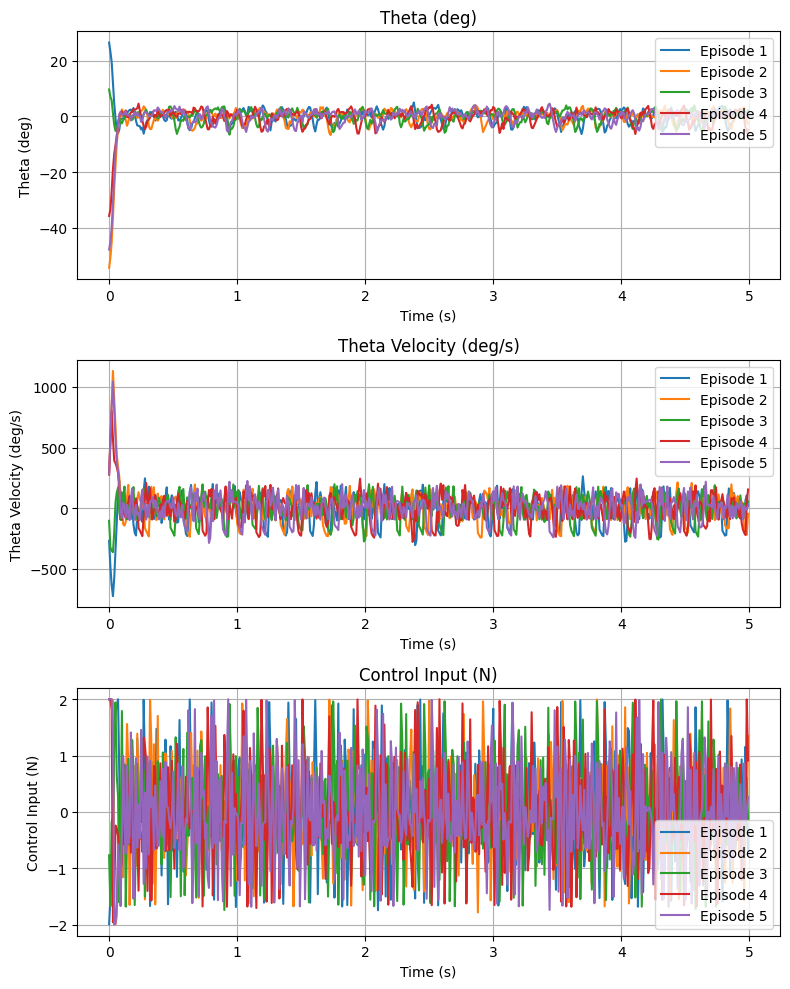 Theta (deg)
Theta (deg)
20
0
−20
−40
0 1 2 3 4 5
Time (s)
Episode 1
Episode 2
Episode 3
Episode 4
Episode 5
Theta Velocity (deg/s)
Theta Velocity (deg/s)
1000
500
0
−500
0 1 2 3 4 5
Time (s)
Episode 1
Episode 2
Episode 3
Episode 4
Episode 5
Control Input (N)
Control Input (N)
2
1
0
−1
−2
0 1 2 3 4 5
Time (s)
Episode 1
Episode 2
Episode 3
Episode 4
Episode 5